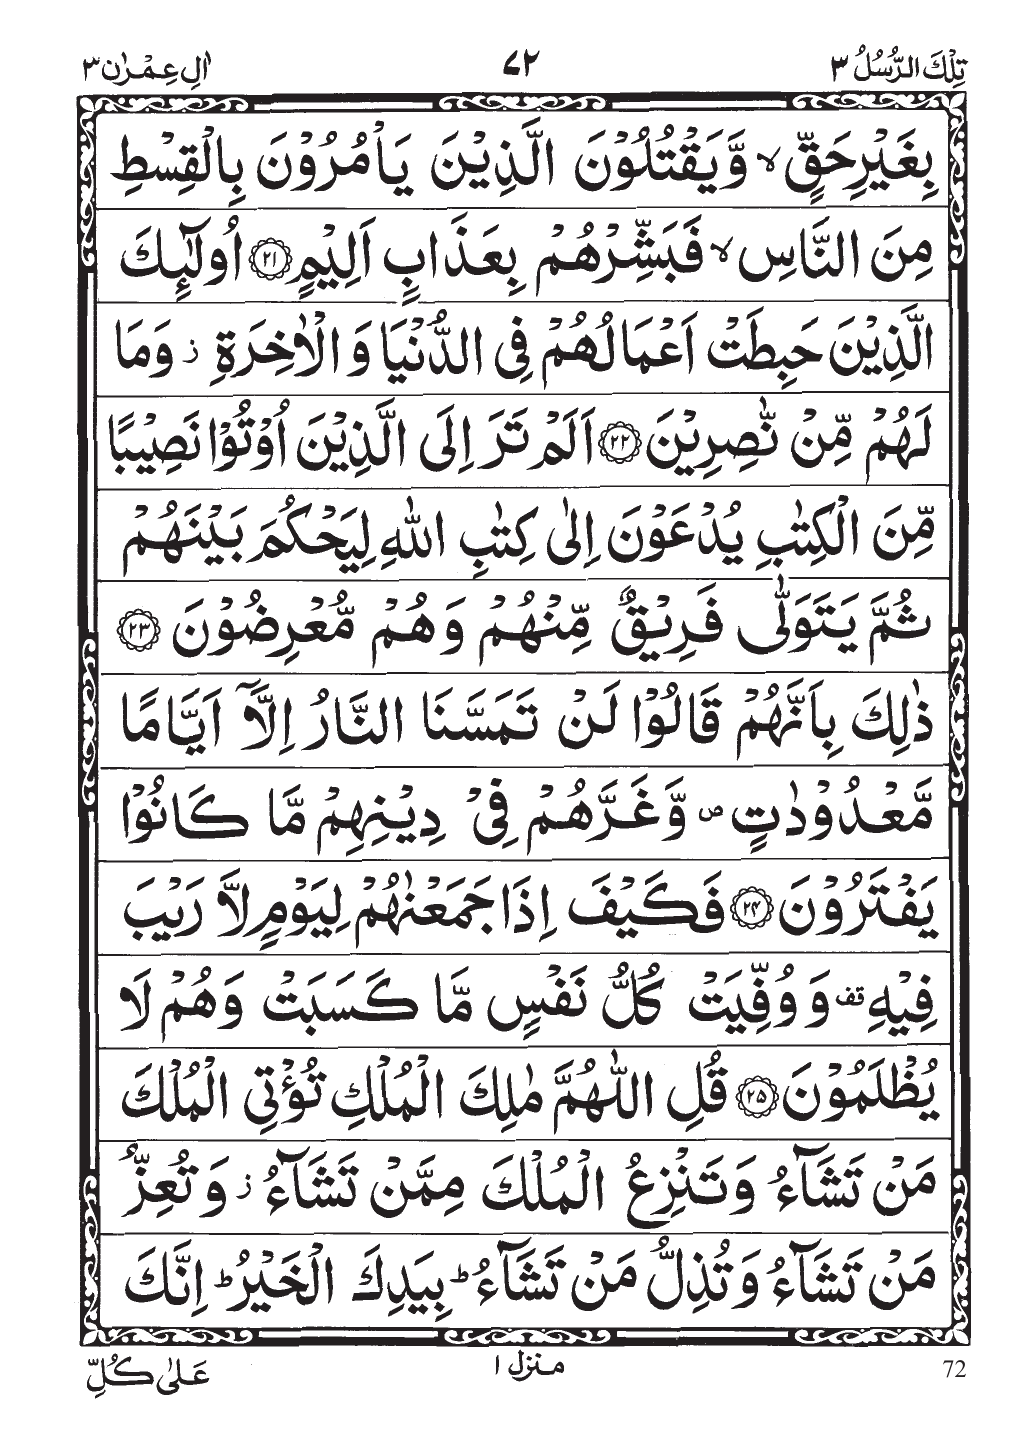 تِلْكَ الرُّسُلُ ٣ ٧٢ اٰلِ عِمْرٰن ٣
بِغَيْرِ حَقٍّ ۙ وَّيَقْتُلُوْنَ الَّذِيْنَ يَاْمُرُوْنَ بِالْقِسْطِ
مِنَ النَّاسِ ۙ فَبَشِّرْهُمْ بِعَذَابٍ اَلِيْمٍ ﴿٢١﴾ اُولٰٓئِكَ
الَّذِيْنَ حَبِطَتْ اَعْمَالُهُمْ فِى الدُّنْيَا وَ الْاٰخِرَةِ ز وَمَا
لَهُمْ مِّنْ نّٰصِرِيْنَ ﴿٢٢﴾ اَلَمْ تَرَ اِلَى الَّذِيْنَ اُوْتُوْا نَصِيْبًا
مِّنَ الْكِتٰبِ يُدْعَوْنَ اِلٰى كِتٰبِ اللّٰهِ لِيَحْكُمَ بَيْنَهُمْ
ثُمَّ يَتَوَلّٰى فَرِيْقٌ مِّنْهُمْ وَهُمْ مُّعْرِضُوْنَ ﴿٢٣﴾
ذٰلِكَ بِاَنَّهُمْ قَالُوْا لَنْ تَمَسَّنَا النَّارُ اِلَّاۤ اَيَّامًا
مَّعْدُوْدٰتٍ ص وَّغَرَّهُمْ فِىْ دِيْنِهِمْ مَّا كَانُوْا
يَفْتَرُوْنَ ﴿٢٤﴾ فَكَيْفَ اِذَا جَمَعْنٰهُمْ لِيَوْمٍ لَّا رَيْبَ
فِيْهِ قف وَ وُفِّيَتْ كُلُّ نَفْسٍ مَّا كَسَبَتْ وَهُمْ لَا
يُظْلَمُوْنَ ﴿٢٥﴾ قُلِ اللّٰهُمَّ مٰلِكَ الْمُلْكِ تُؤْتِى الْمُلْكَ
مَنْ تَشَآءُ وَتَنْزِعُ الْمُلْكَ مِمَّنْ تَشَآءُ ز وَتُعِزُّ
مَنْ تَشَآءُ وَتُذِلُّ مَنْ تَشَآءُ ط بِيَدِكَ الْخَيْرُ ط اِنَّكَ
72 منزل ١ عَلٰى كُلِّ